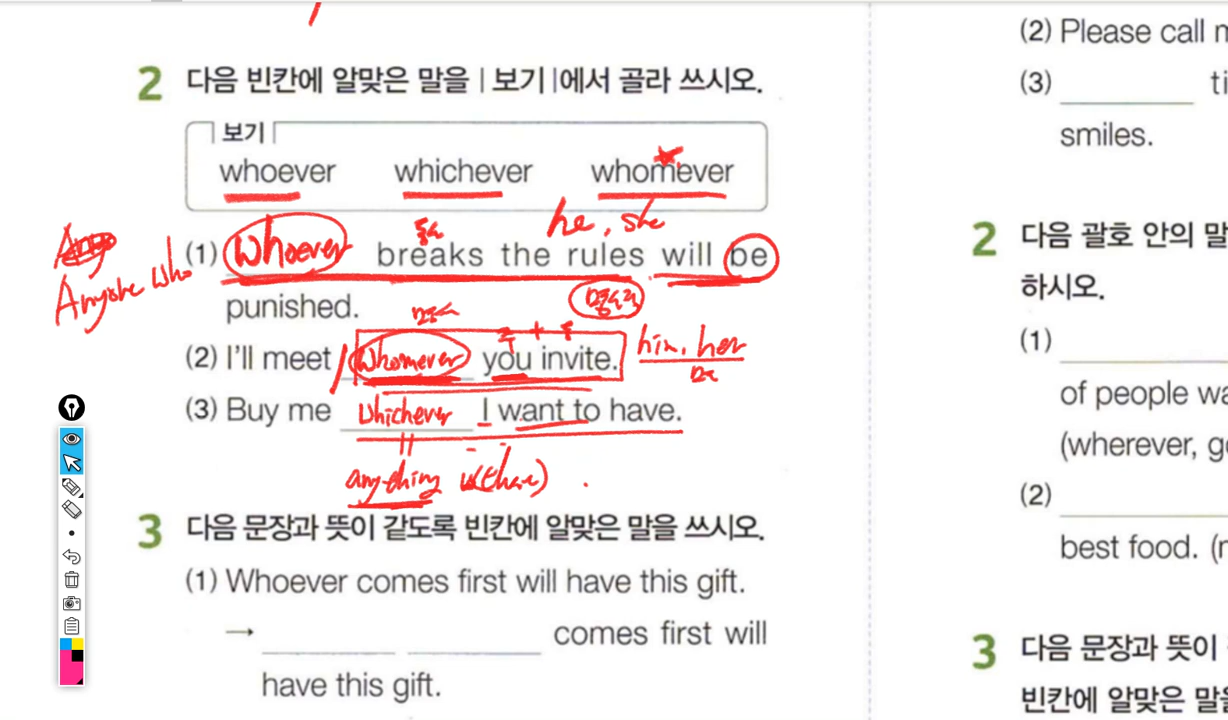 2 다음 빈칸에 알맞은 말을 |보기|에서 골라 쓰시오.
보기
whoever whichever whomever
he, she
동사
(1) Whoever breaks the rules will be
Anyone who
punished.
(2) I'll meet Whomever you invite.
him, her
(3) Buy me Whichever I want to have.
anything (that)
3 다음 문장과 뜻이 같도록 빈칸에 알맞은 말을 쓰시오.
(1) Whoever comes first will have this gift.
→ comes first will
have this gift.
(2) Please call
(3) ti
smiles.
2 다음 괄호 안의 말
하시오.
(1)
of people wa
(wherever, g
(2)
best food. (
3 다음 문장과 뜻이
빈칸에 알맞은 말을